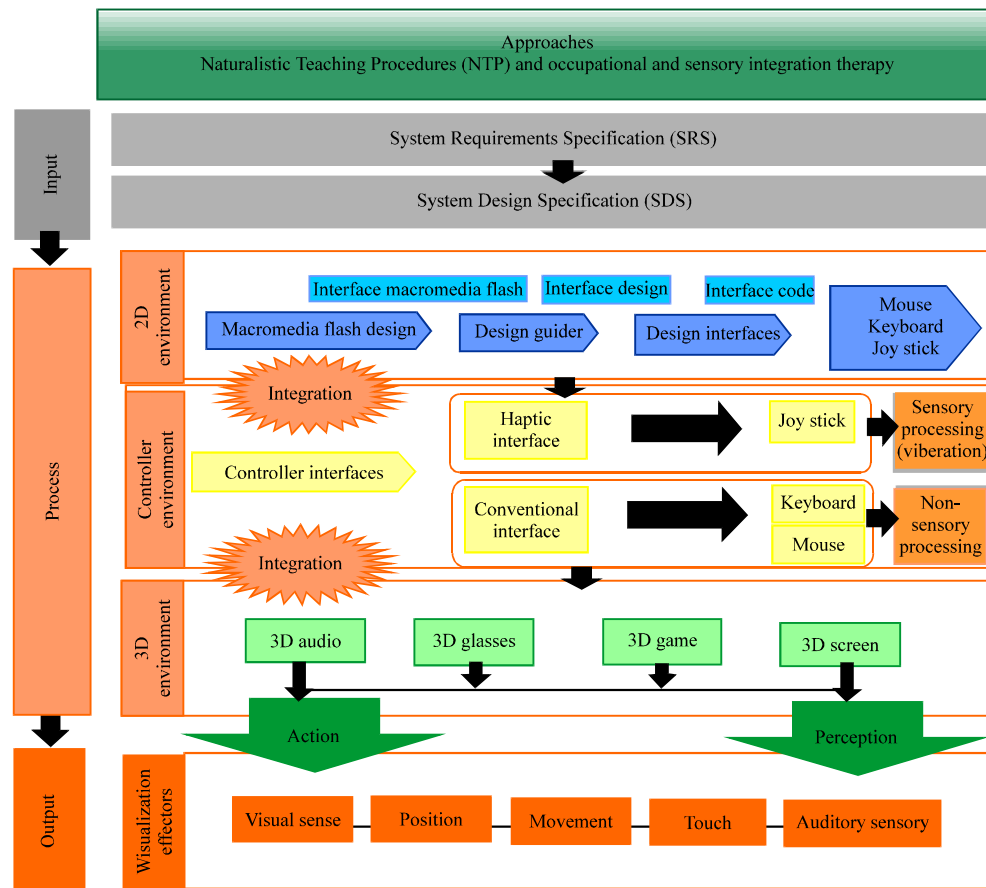 Approaches
Naturalistic Teaching Procedures (NTP) and occupational and sensory integration therapy
Input
System Requirements Specification (SRS)
System Design Specification (SDS)
Process
2D
environment
Interface macromedia flash
Interface design
Interface code
Macromedia flash design
Design guider
Design interfaces
Mouse
Keyboard
Joy stick
Integration
Controller
environment
Controller interfaces
Haptic
interface
Joy stick
Sensory
processing
(viberation)
Conventional
interface
Keyboard
Mouse
Non-
sensory
processing
Integration
3D
environment
3D audio
3D glasses
3D game
3D screen
Action
Perception
Output
Wisualization
effectors
Visual sense
Position
Movement
Touch
Auditory sensory